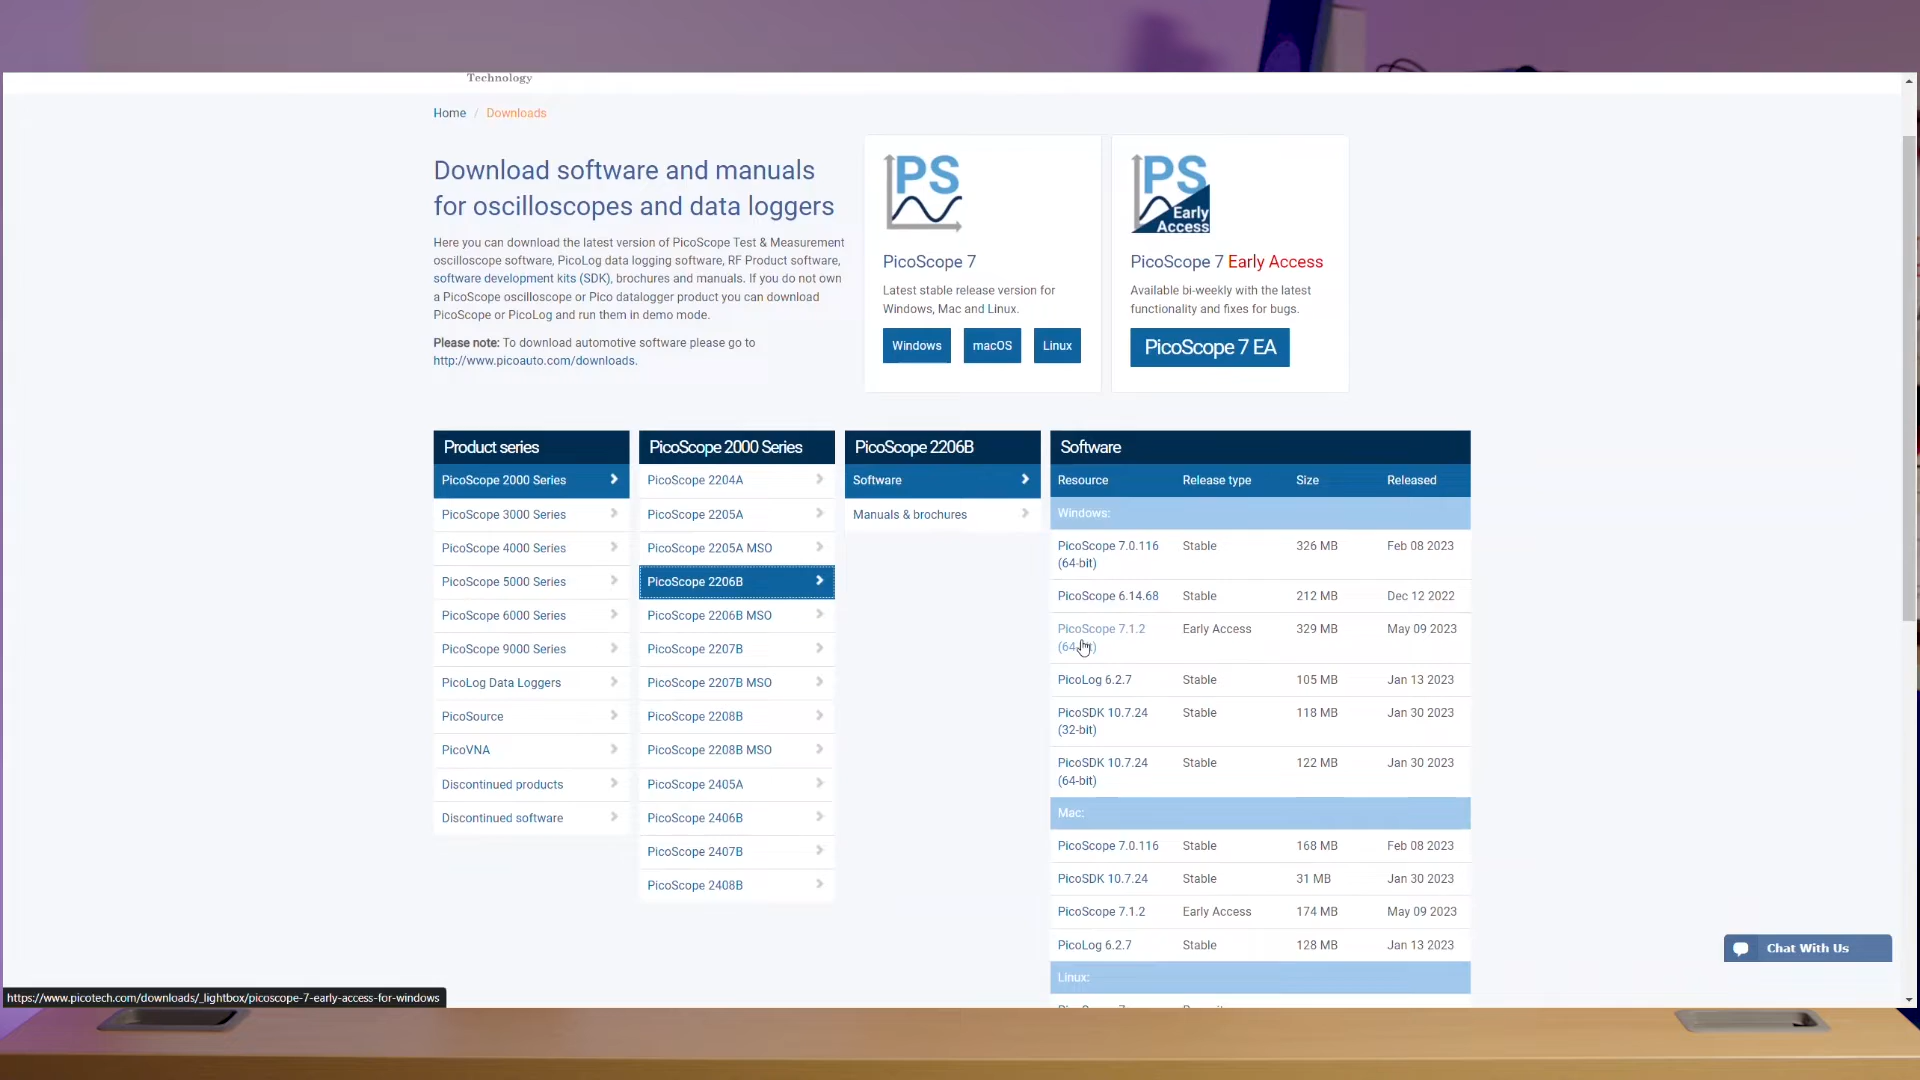 Technology
Home / Downloads
Download software and manuals
for oscilloscopes and data loggers
Here you can download the latest version of PicoScope Test & Measurement
oscilloscope software, PicoLog data logging software, RF Product software,
software development kits (SDK), brochures and manuals. If you do not own
a PicoScope oscilloscope or Pico datalogger product you can download
PicoScope or PicoLog and run them in demo mode.
Please note: To download automotive software please go to
http://www.picoauto.com/downloads.
PS
PicoScope 7
Latest stable release version for
Windows, Mac and Linux.
Windows macOS Linux
PS
Early
Access
PicoScope 7 Early Access
Available bi-weekly with the latest
functionality and fixes for bugs.
PicoScope 7 EA
Product series
PicoScope 2000 Series
PicoScope 3000 Series
PicoScope 4000 Series
PicoScope 5000 Series
PicoScope 6000 Series
PicoScope 9000 Series
PicoLog Data Loggers
PicoSource
PicoVNA
Discontinued products
Discontinued software
PicoScope 2000 Series
PicoScope 2204A
PicoScope 2205A
PicoScope 2205A MSO
PicoScope 2206B
PicoScope 2206B MSO
PicoScope 2207B
PicoScope 2207B MSO
PicoScope 2208B
PicoScope 2208B MSO
PicoScope 2405A
PicoScope 2406B
PicoScope 2407B
PicoScope 2408B
PicoScope 2206B
Software
Manuals & brochures
Software
Resource Release type Size Released
Windows:
PicoScope 7.0.116 Stable 326 MB Feb 08 2023
(64-bit)
PicoScope 6.14.68 Stable 212 MB Dec 12 2022
PicoScope 7.1.2 Early Access 329 MB May 09 2023
PicoLog 6.2.7 Stable 105 MB Jan 13 2023
PicoSDK 10.7.24 Stable 118 MB Jan 30 2023
(32-bit)
PicoSDK 10.7.24 Stable 122 MB Jan 30 2023
(64-bit)
Mac:
PicoScope 7.0.116 Stable 168 MB Feb 08 2023
PicoSDK 10.7.24 Stable 31 MB Jan 30 2023
PicoScope 7.1.2 Early Access 174 MB May 09 2023
PicoLog 6.2.7 Stable 128 MB Jan 13 2023
Linux:
Chat With Us
https://www.picotech.com/downloads/_lightbox/picoscope-7-early-access-for-windows